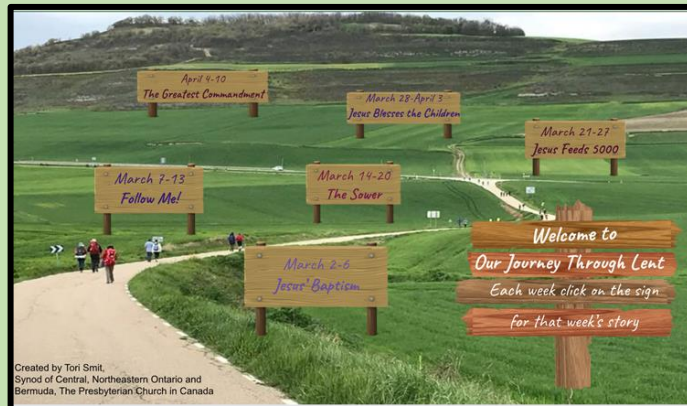 April 4-10
The Greatest Commandment
March 28-April 3
Jesus Blesses the Children
March 21-27
Jesus Feeds 5000
March 7-13
Follow Me!
March 14-20
The Sower
Welcome to
Our Journey Through Lent
Each week click on the sign
for that week's story
March 2-6
Jesus' Baptism
Created by Tori Smit,
Synod of Central, Northeastern Ontario and
Bermuda, The Presbyterian Church in Canada